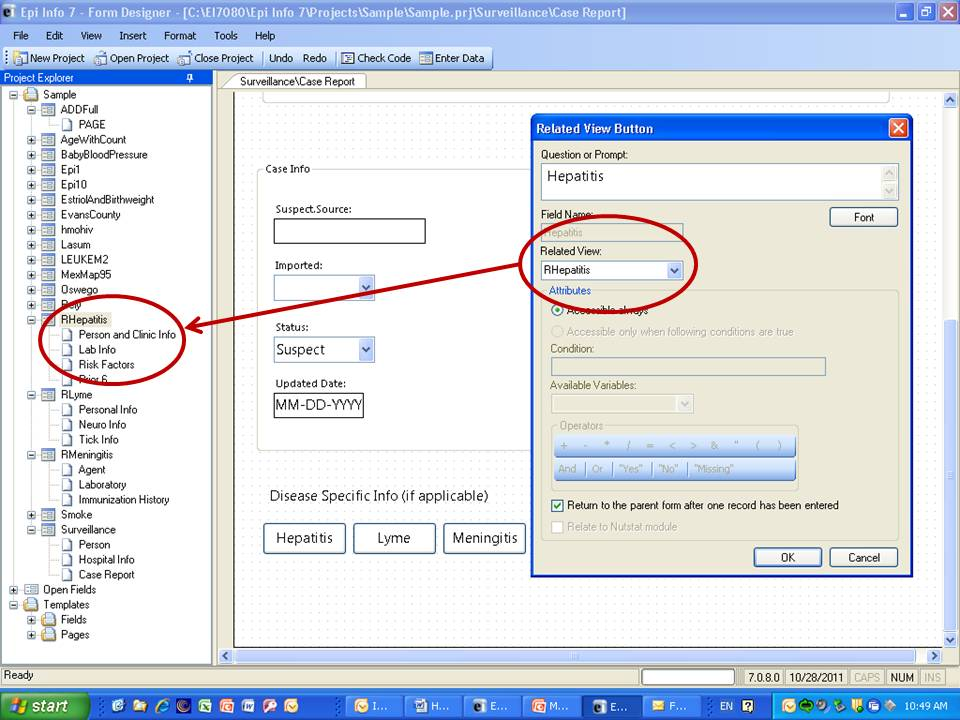 Epi Info 7 - Form Designer - [C:\EI7080\Epi Info 7\Projects\Sample\Sample.prj\Surveillance\Case Report]
File Edit View Insert Format Tools Help
New Project Open Project Close Project Undo Redo Check Code Enter Data
Project Explorer
Sample
ADDFull
PAGE
AgeWithCount
BabyBloodPressure
Epi1
Epi10
EstriolAndBirthweight
EvansCounty
hmohiv
Lasum
LEUKEM2
MexMap95
Oswego
Rely
RHepatitis
Person and Clinic Info
Lab Info
Risk Factors
Prior 6
RLyme
Personal Info
Neuro Info
Tick Info
RMeningitis
Agent
Laboratory
Immunization History
Smoke
Surveillance
Person
Hospital Info
Case Report
Open Fields
Templates
Fields
Pages
Surveillance\Case Report
Case Info
Suspect.Source:
Imported:
Status:
Suspect
Updated Date:
MM-DD-YYYY
Disease Specific Info (if applicable)
Hepatitis Lyme Meningitis
Related View Button
Question or Prompt:
Hepatitis
Font
Field Name:
Hepatitis
Related View:
RHepatitis
Attributes
Accessible always
Accessible only when following conditions are true
Condition:
Available Variables:
Operators
+ - * / = < > & " ( )
And Or "Yes" "No" "Missing"
Return to the parent form after one record has been entered
Relate to Nutstat module
OK Cancel
Ready
7.0.8.0 10/28/2011 CAPS NUM INS
start
I... H... E... M... E... F... EN 10:49 AM